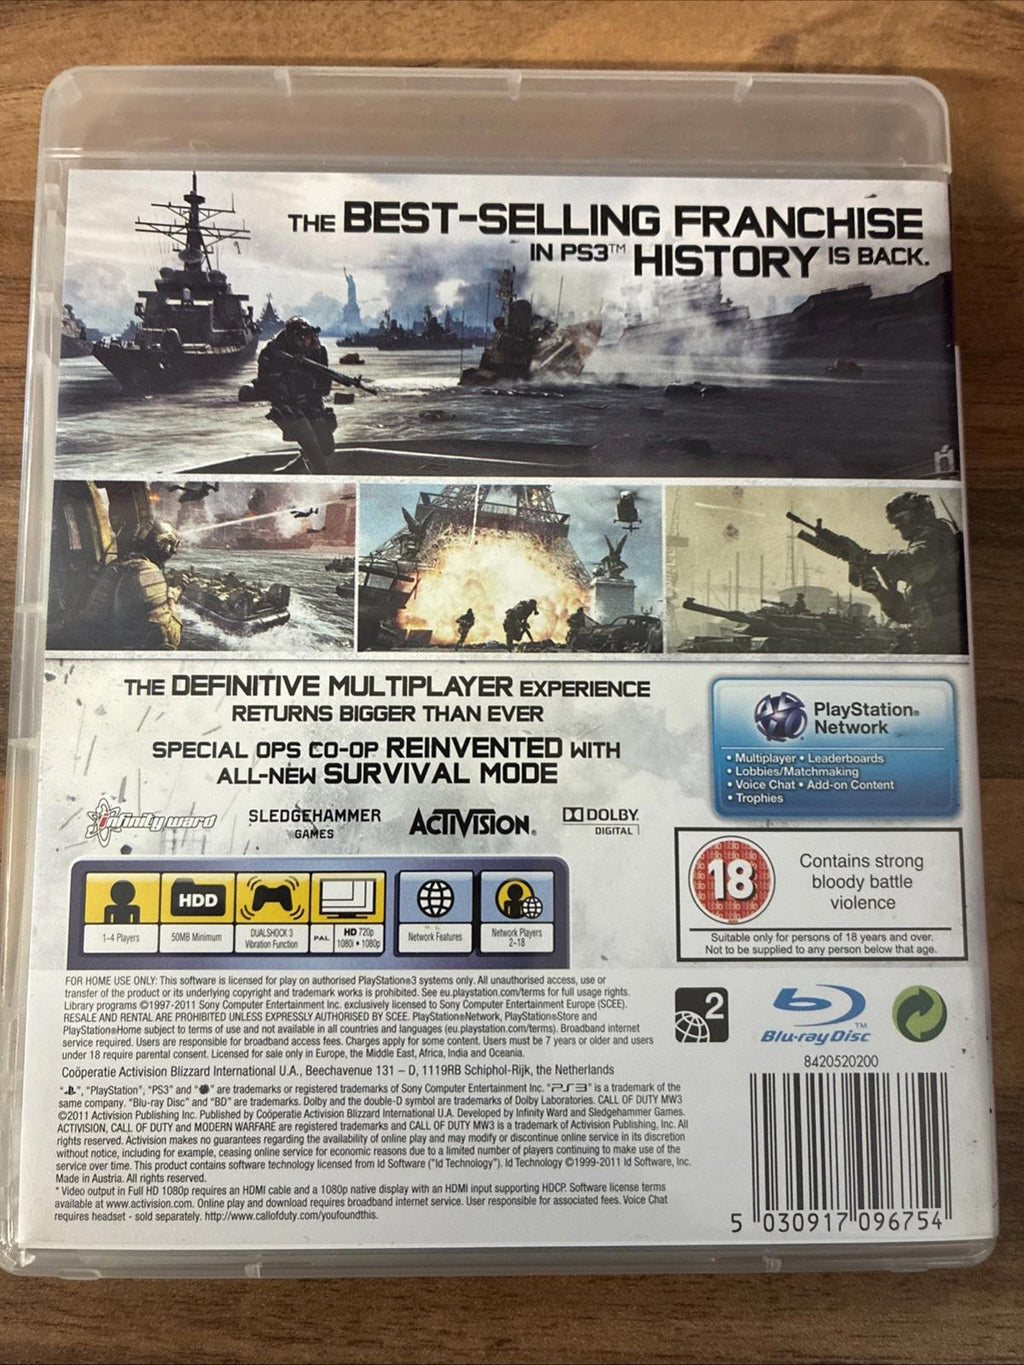 THE BEST-SELLING FRANCHISE
IN PS3™ HISTORY IS BACK.
THE DEFINITIVE MULTIPLAYER EXPERIENCE
RETURNS BIGGER THAN EVER
SPECIAL OPS CO-OP REINVENTED WITH
ALL-NEW SURVIVAL MODE
PlayStation®
Network
• Multiplayer • Leaderboards
• Lobbies/Matchmaking
• Voice Chat • Add-on Content
• Trophies
infinity ward
SLEDGEHAMMER
GAMES
ACTIVISION®
DOLBY
DIGITAL
18
Contains strong
bloody battle
violence
Suitable only for persons of 18 years and over.
Not to be supplied to any person below that age.
HDD
1-4 Players
50MB Minimum
DUALSHOCK 3
Vibration Function
PAL
HD 720p
1080i • 1080p
Network Features
Network Players
2-18
FOR HOME USE ONLY: This software is licensed for play on authorised PlayStation®3 systems only. All unauthorised access, use or
transfer of the product or its underlying copyright and trademark works is prohibited. See eu.playstation.com/terms for full usage rights.
Library programs ©1997-2011 Sony Computer Entertainment Inc. exclusively licensed to Sony Computer Entertainment Europe (SCEE).
RESALE AND RENTAL ARE PROHIBITED UNLESS EXPRESSLY AUTHORISED BY SCEE. PlayStation®Network, PlayStation®Store and
PlayStation®Home subject to terms of use and not available in all countries and languages (eu.playstation.com/terms). Broadband internet
service required. Users are responsible for broadband access fees. Charges apply for some content. Users must be 7 years or older and users
under 18 require parental consent. Licensed for sale only in Europe, the Middle East, Africa, India and Oceania.
Coöperatie Activision Blizzard International U.A., Beechavenue 131 – D, 1119RB Schiphol-Rijk, the Netherlands
2
Blu-ray Disc™
8420520200
" ", "PlayStation", "PS3" and " " are trademarks or registered trademarks of Sony Computer Entertainment Inc. "PS3" is a trademark of the
same company. "Blu-ray Disc" and "BD" are trademarks. Dolby and the double-D symbol are trademarks of Dolby Laboratories. CALL OF DUTY MW3
©2011 Activision Publishing Inc. Published by Coöperatie Activision Blizzard International U.A. Developed by Infinity Ward and Sledgehammer Games.
ACTIVISION, CALL OF DUTY and MODERN WARFARE are registered trademarks and CALL OF DUTY MW3 is a trademark of Activision Publishing, Inc. All
rights reserved. Activision makes no guarantees regarding the availability of online play and may modify or discontinue online service in its discretion
without notice, including for example, ceasing online service for economic reasons due to a limited number of players continuing to make use of the
service over time. This product contains software technology licensed from Id Software ("Id Technology"). Id Technology ©1999-2011 Id Software, Inc.
Made in Austria. All rights reserved.
* Video output in Full HD 1080p requires an HDMI cable and a 1080p native display with an HDMI input supporting HDCP. Software license terms
available at www.activision.com. Online play and download requires broadband internet service. User responsible for associated fees. Voice Chat
requires headset - sold separately. http://www.callofduty.com/youfoundthis.
5 030917 096754